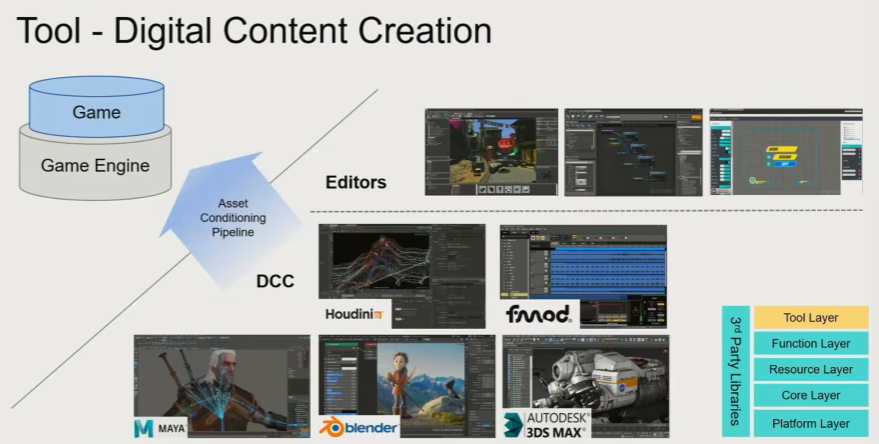 Tool - Digital Content Creation
Game
Game Engine
Asset
Conditioning
Pipeline
Editors
DCC
Houdini
fmod
MAYA
blender
AUTODESK
3DS MAX
3rd Party Libraries
Tool Layer
Function Layer
Resource Layer
Core Layer
Platform Layer